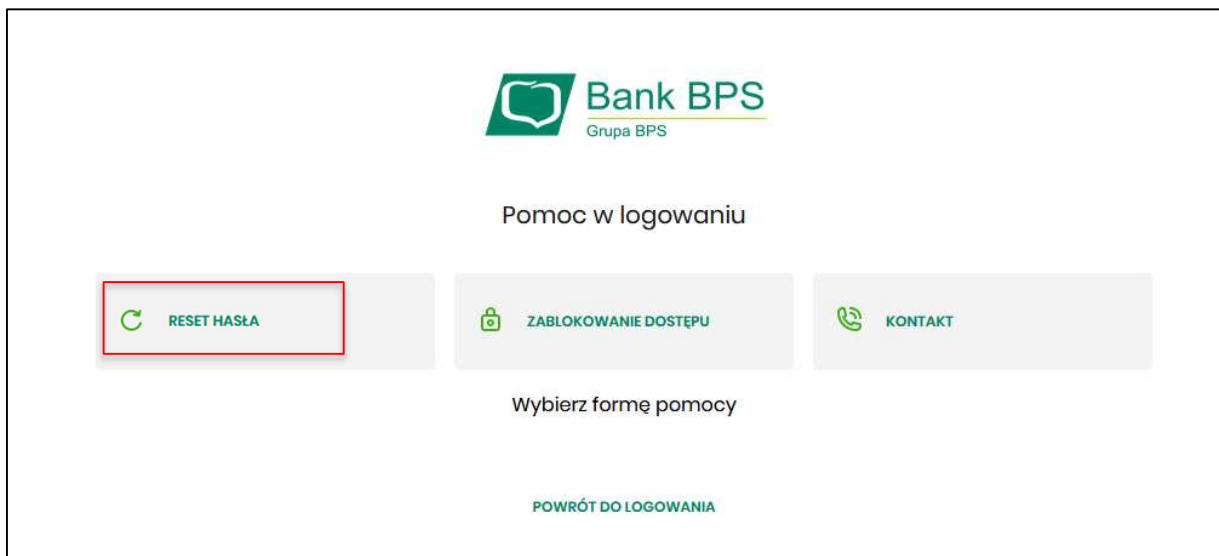 Bank BPS
Grupa BPS
Pomoc w logowaniu
RESET HASŁA
ZABLOKOWANIE DOSTĘPU
KONTAKT
Wybierz formę pomocy
POWRÓT DO LOGOWANIA